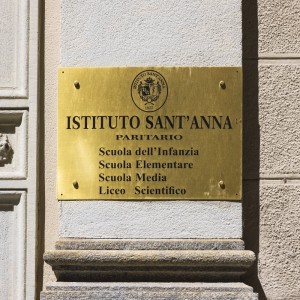 ISTITUTO SANT'ANNA
PARITARIO
Scuola dell'Infanzia
Scuola Elementare
Scuola Media
Liceo Scientifico